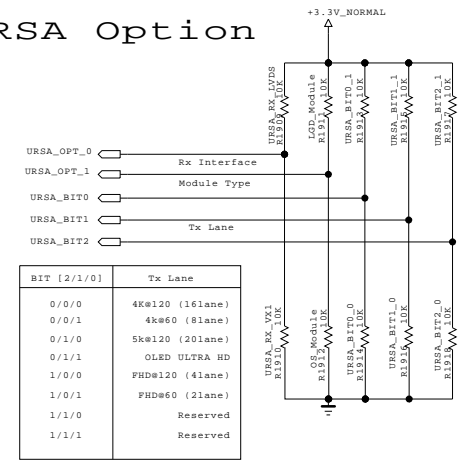 RSA Option
+3.3V_NORMAL
URSA_RX_LVDS
R1909 10K
LGD_Module
R1911 10K
URSA_BIT0_1
R1913 10K
URSA_BIT1_1
R1915 10K
URSA_BIT2_1
R1917 10K
URSA_OPT_0
Rx Interface
URSA_OPT_1
Module Type
URSA_BIT0
URSA_BIT1
Tx Lane
URSA_BIT2
URSA_RX_VX1
R1910 10K
OS_Module
R1912 10K
URSA_BIT0_0
R1914 10K
URSA_BIT1_0
R1916 10K
URSA_BIT2_0
R1918 10K
BIT [2/1/0] Tx Lane
0/0/0 4K@120 (16lane)
0/0/1 4k@60 (8lane)
0/1/0 5k@120 (20lane)
0/1/1 OLED ULTRA HD
1/0/0 FHD@120 (4lane)
1/0/1 FHD@60 (2lane)
1/1/0 Reserved
1/1/1 Reserved